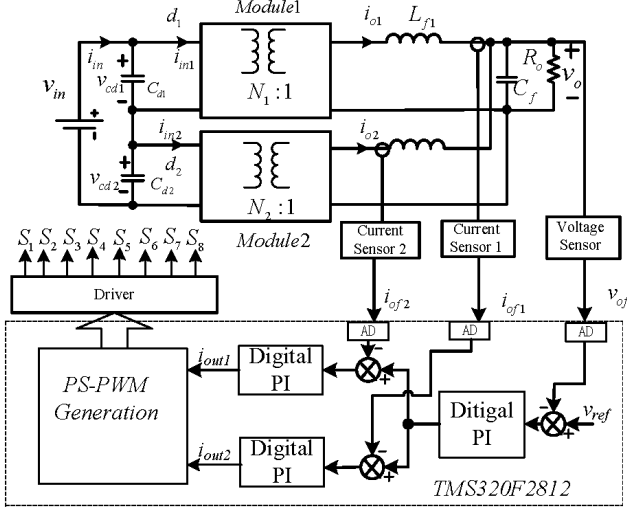 Module1
d1
io1
Lf1
iin
iin1
vcd1
Cd1
N1 : 1
Ro
Cf
vo
vin
iin2
io2
d2
vcd2
Cd2
N2 : 1
Module2
S1 S2 S3 S4 S5 S6 S7 S8
Current Sensor 2
Current Sensor 1
Voltage Sensor
Driver
iof2
iof1
vof
AD
AD
AD
PS-PWM Generation
iout1
Digital PI
Ditigal PI
vref
iout2
Digital PI
TMS320F2812